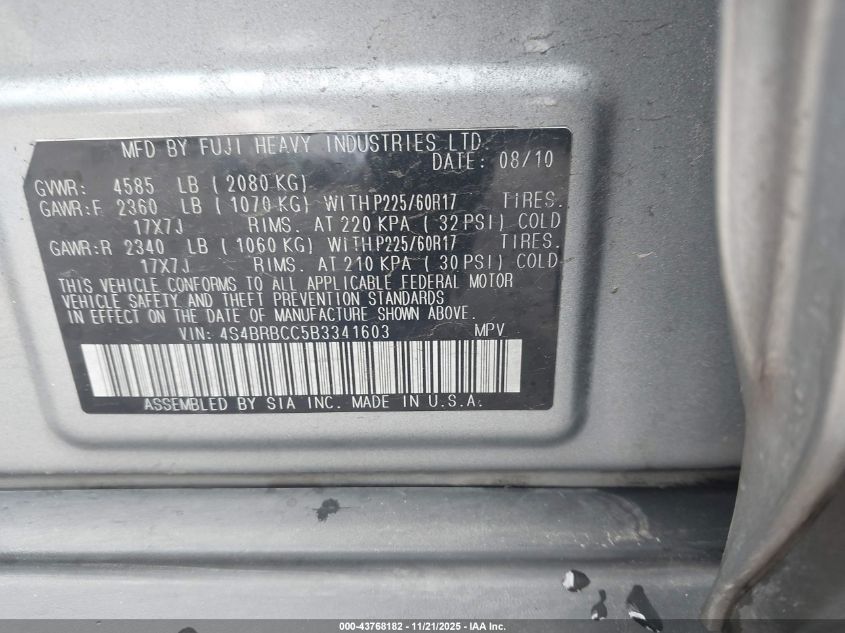 MFD BY FUJI HEAVY INDUSTRIES LTD.
DATE: 08/10
GVWR: 4585 LB ( 2080 KG)
GAWR:F 2360 LB ( 1070 KG) WITH P225/60R17 TIRES.
17X7J RIMS. AT 220 KPA ( 32 PSI) COLD
GAWR:R 2340 LB ( 1060 KG) WITH P225/60R17 TIRES.
17X7J RIMS. AT 210 KPA ( 30 PSI) COLD
THIS VEHICLE CONFORMS TO ALL APPLICABLE FEDERAL MOTOR
VEHICLE SAFETY AND THEFT PREVENTION STANDARDS
IN EFFECT ON THE DATE OF MANUFACTURE SHOWN ABOVE.
VIN: 4S4BRBCC5B3341603 MPV
ASSEMBLED BY SIA INC. MADE IN U.S.A.
000-43768182 - 11/21/2025 - IAA Inc.